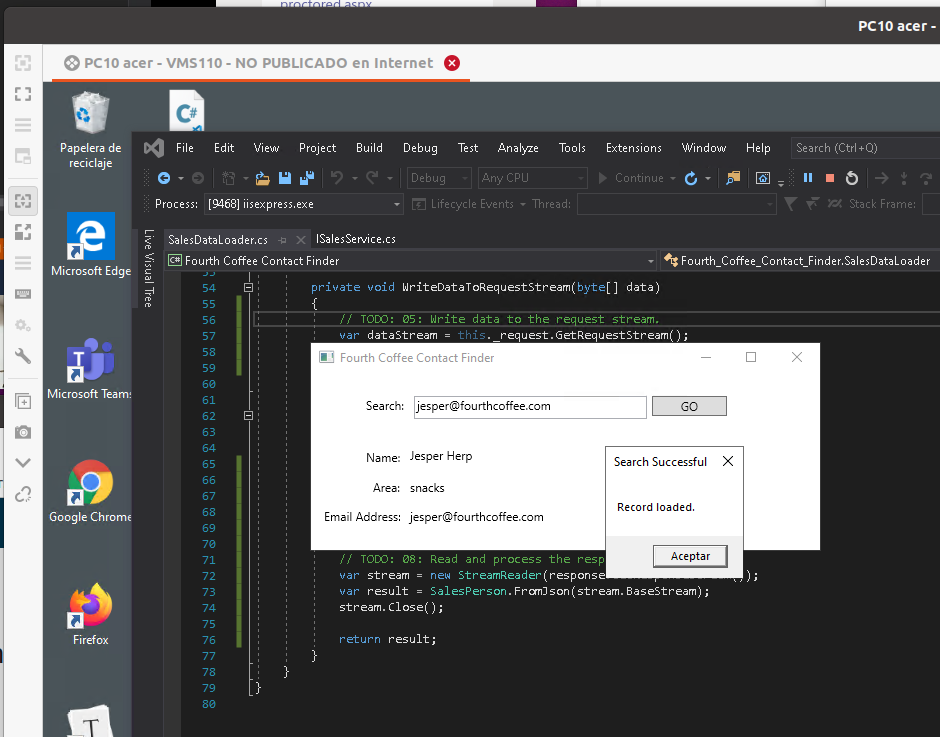 proctored.aspx
PC10 acer -
PC10 acer - VMS110 - NO PUBLICADO en Internet
Papelera de
reciclaje
C#
Microsoft Edge
Microsoft Teams
Google Chrome
Firefox
File Edit View Project Build Debug Test Analyze Tools Extensions Window Help Search (Ctrl+Q)
Debug Any CPU Continue
Process: [9468] iisexpress.exe Lifecycle Events Thread: Stack Frame:
Live Visual Tree
SalesDataLoader.cs ISalesService.cs
C# Fourth Coffee Contact Finder Fourth_Coffee_Contact_Finder.SalesDataLoader
53
54 private void WriteDataToRequestStream(byte[] data)
55 {
56 // TODO: 05: Write data to the request stream.
57 var dataStream = this._request.GetRequestStream();
58
59
60
61
62
63
64
65
66
67
68
69
70
71 // TODO: 08: Read and process the resp
72 var stream = new StreamReader(response ());
73 var result = SalesPerson.FromJson(stream.BaseStream);
74 stream.Close();
75
76 return result;
77 }
78 }
79 }
80
Fourth Coffee Contact Finder
Search: jesper@fourthcoffee.com GO
Name: Jesper Herp
Area: snacks
Email Address: jesper@fourthcoffee.com
Search Successful
Record loaded.
Aceptar